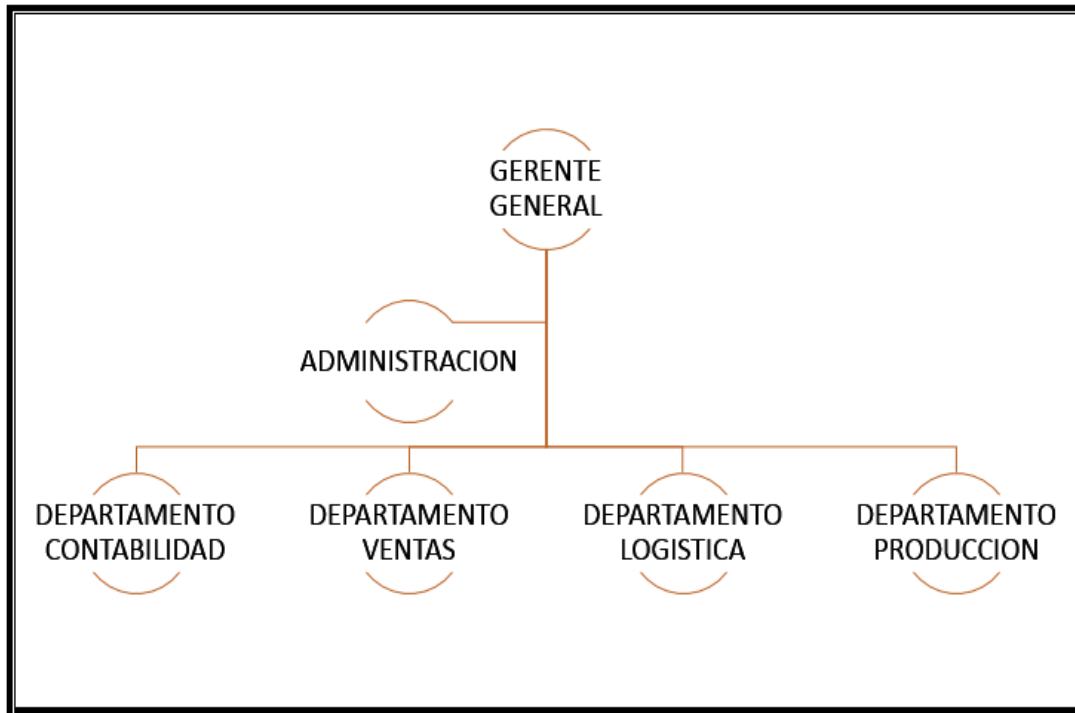 GERENTE
GENERAL
ADMINISTRACION
DEPARTAMENTO
CONTABILIDAD
DEPARTAMENTO
VENTAS
DEPARTAMENTO
LOGISTICA
DEPARTAMENTO
PRODUCCION